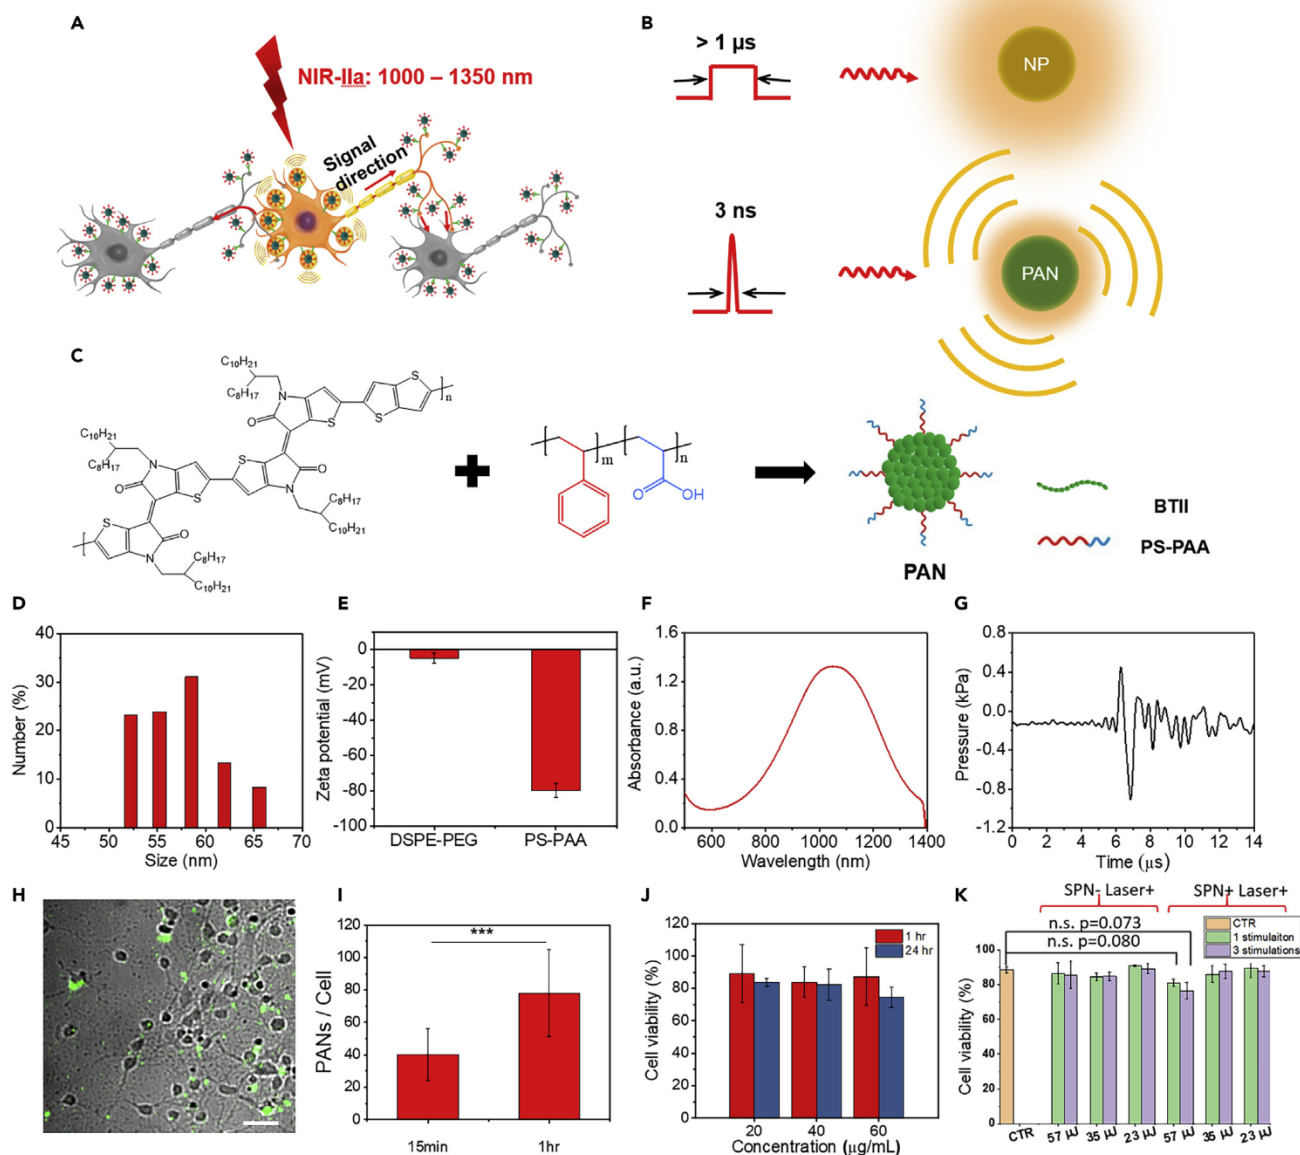 A
NIR-IIa: 1000 – 1350 nm
Signal
direction
B
> 1 µs
NP
3 ns
PAN
C
C10H21
C8H17
N
O
S
S
S
n
C10H21
C8H17
N
O
S
S
O
N
C8H17
C10H21
S
O
N
C8H17
C10H21
m
n
O
OH
BTII
PS-PAA
PAN
D
Number (%)
40
30
20
10
0
45 50 55 60 65 70
Size (nm)
E
Zeta potential (mV)
0
-20
-40
-60
-80
-100
DSPE-PEG PS-PAA
F
Absorbance (a.u.)
1.6
1.2
0.8
0.4
0.0
600 800 1000 1200 1400
Wavelength (nm)
G
Pressure (kPa)
0.8
0.4
0.0
-0.4
-0.8
-1.2
0 2 4 6 8 10 12 14
Time (µs)
H
I
PANs / Cell
120
100
80
60
40
20
0
***
15min 1hr
J
Cell viability (%)
120
100
80
60
40
20
0
1 hr
24 hr
20 40 60
Concentration (µg/mL)
K
SPN- Laser+ SPN+ Laser+
n.s. p=0.073
n.s. p=0.080
CTR
1 stimulaiton
3 stimulations
Cell viability (%)
100
80
60
40
20
0
CTR 57 µJ 35 µJ 23 µJ 57 µJ 35 µJ 23 µJ